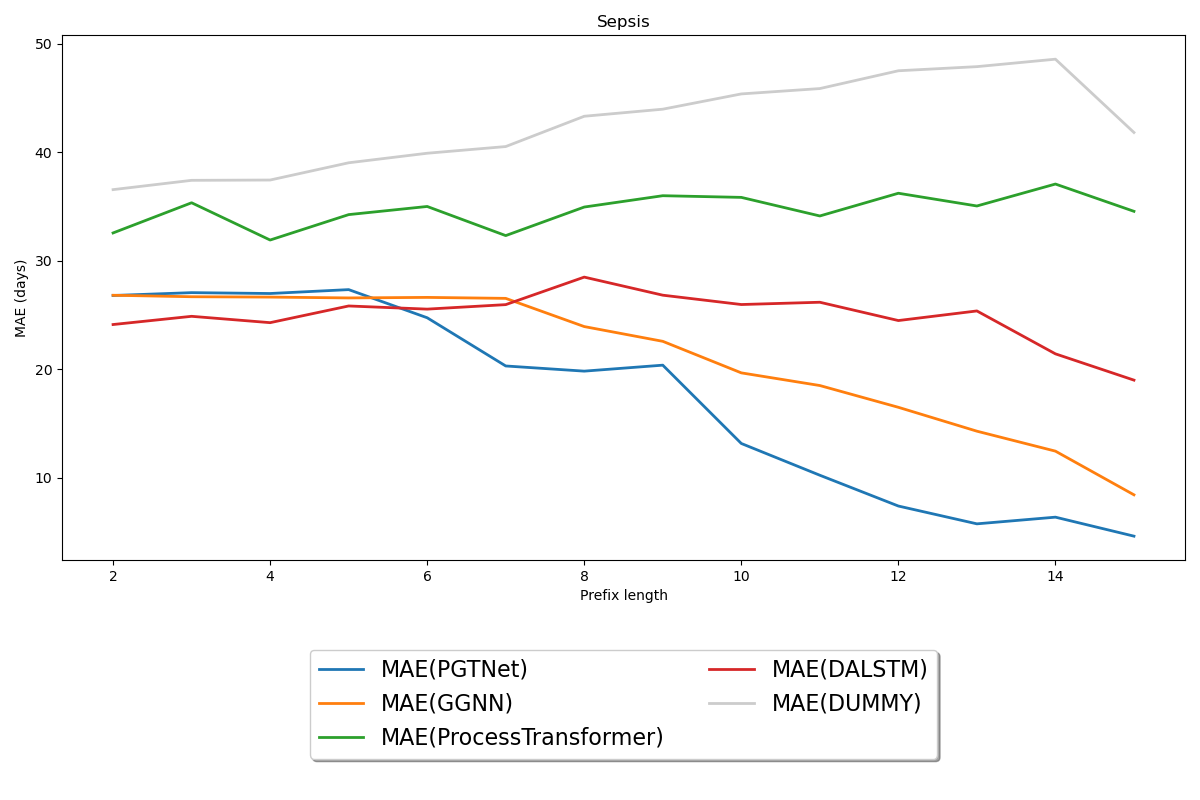 Sepsis
50
40
30
20
10
MAE (days)
2 4 6 8 10 12 14
Prefix length
MAE(PGTNet)
MAE(GGNN)
MAE(ProcessTransformer)
MAE(DALSTM)
MAE(DUMMY)